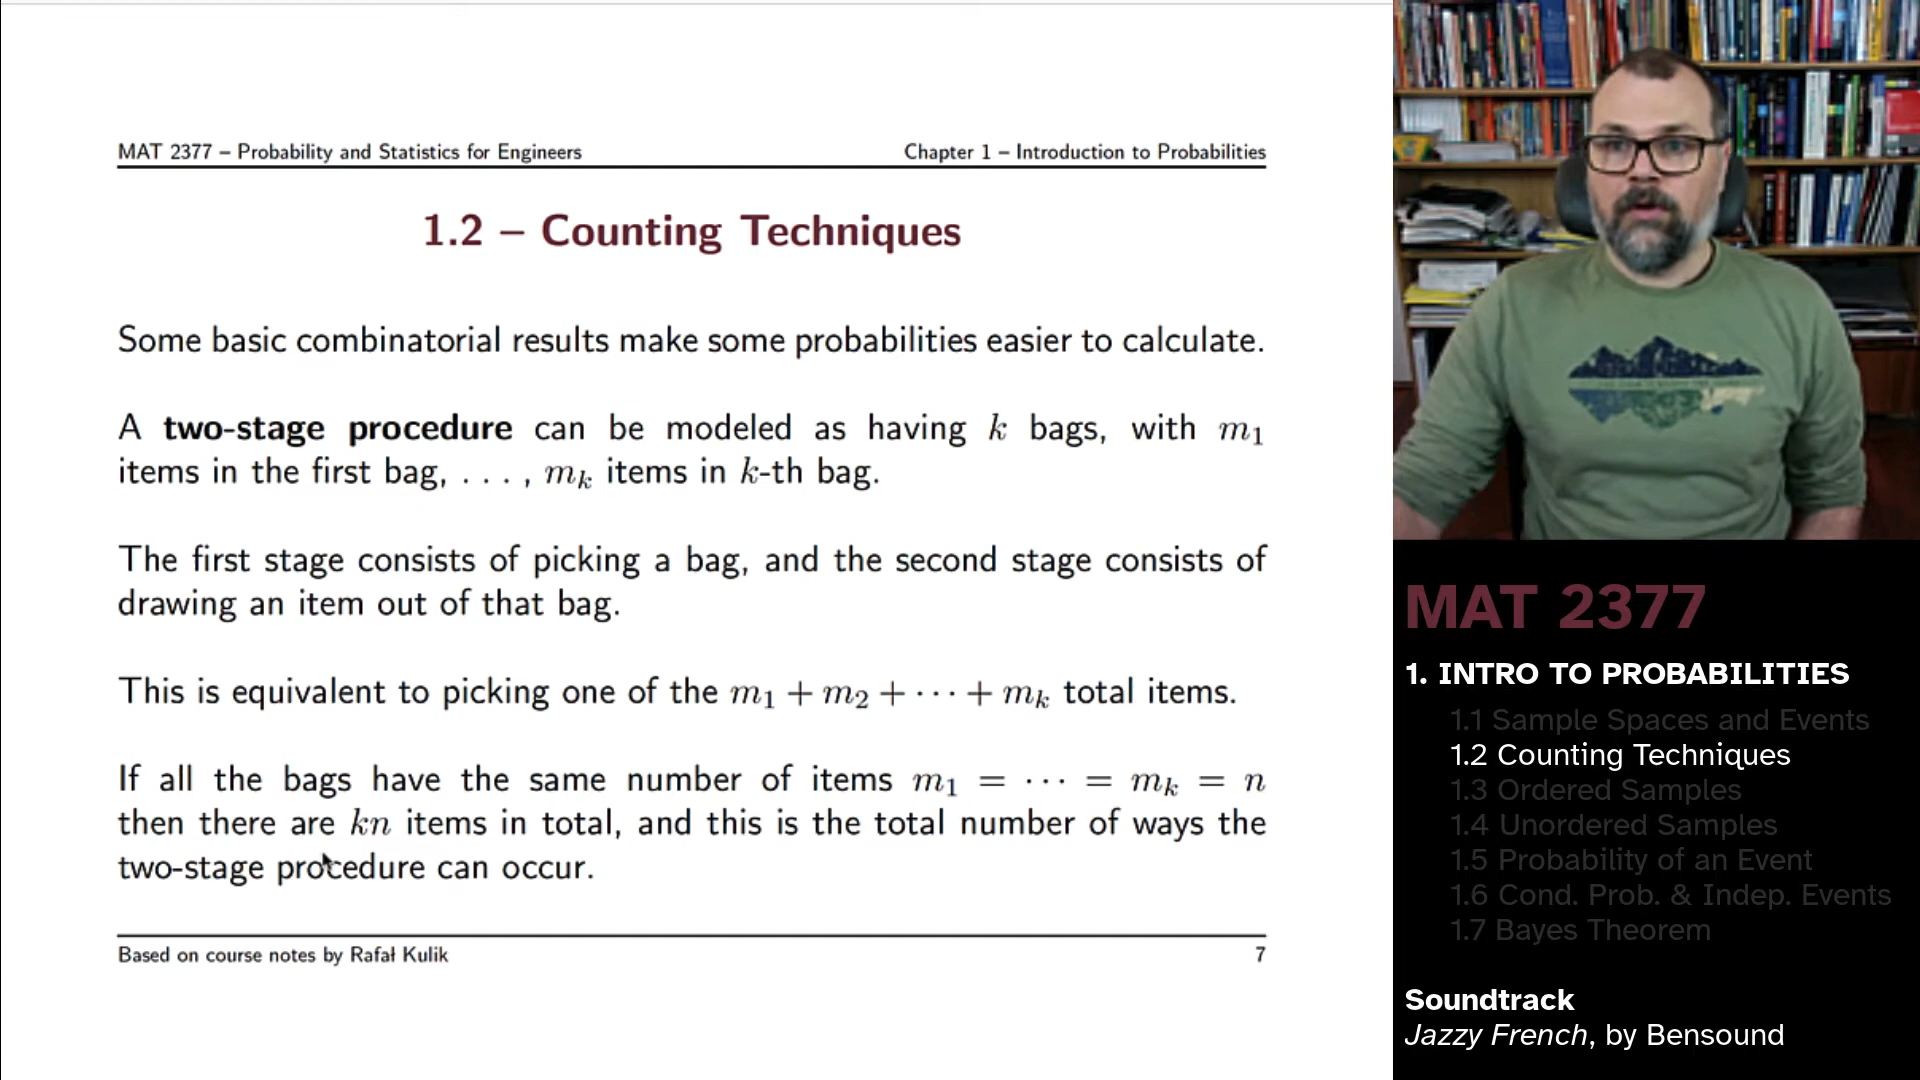 MAT 2377 – Probability and Statistics for Engineers
Chapter 1 – Introduction to Probabilities
1.2 – Counting Techniques
Some basic combinatorial results make some probabilities easier to calculate.
A two-stage procedure can be modeled as having k bags, with m₁
items in the first bag, . . . , mₖ items in k-th bag.
The first stage consists of picking a bag, and the second stage consists of
drawing an item out of that bag.
This is equivalent to picking one of the m₁ + m₂ + ⋯ + mₖ total items.
If all the bags have the same number of items m₁ = ⋯ = mₖ = n
then there are kn items in total, and this is the total number of ways the
two-stage procedure can occur.
Based on course notes by Rafał Kulik
7
MAT 2377
1. INTRO TO PROBABILITIES
1.1 Sample Spaces and Events
1.2 Counting Techniques
1.3 Ordered Samples
1.4 Unordered Samples
1.5 Probability of an Event
1.6 Cond. Prob. & Indep. Events
1.7 Bayes Theorem
Soundtrack
Jazzy French, by Bensound